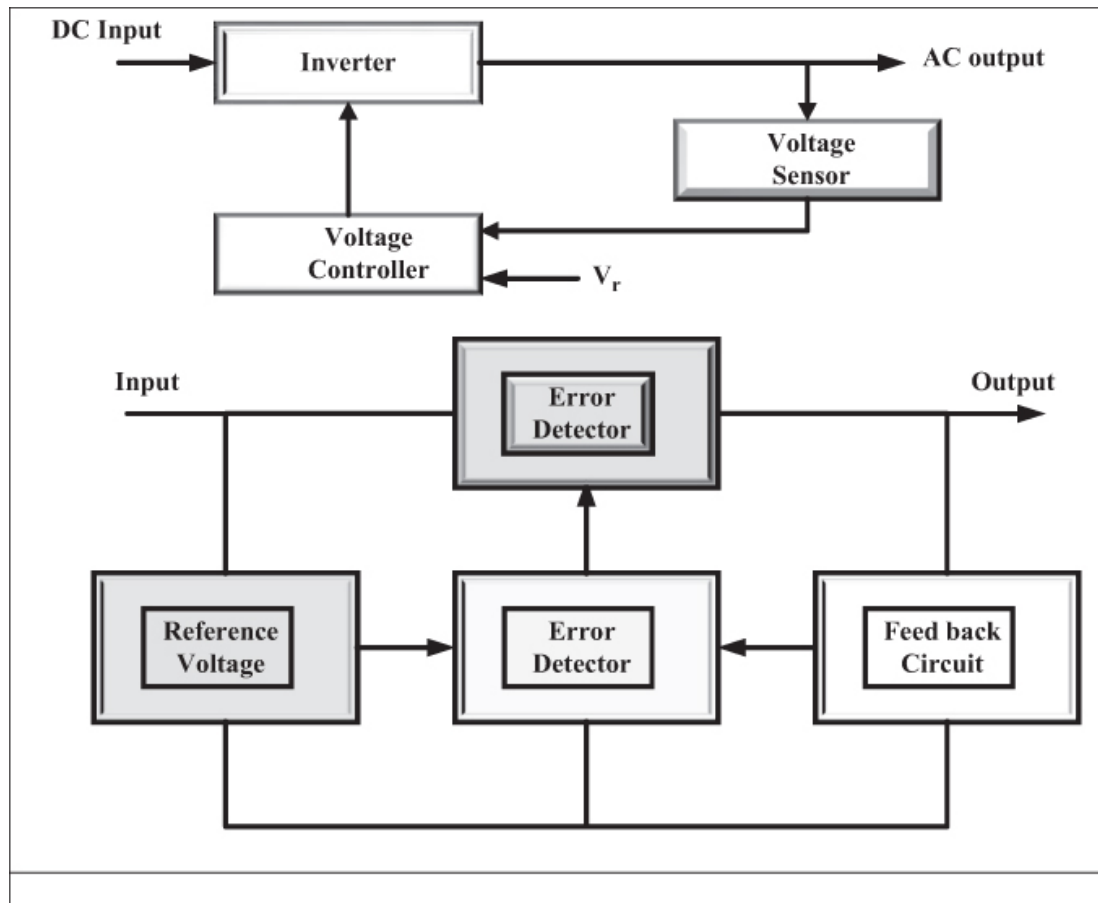 DC Input
Inverter
AC output
Voltage
Sensor
Voltage
Controller
Vr
Input
Error
Detector
Output
Reference
Voltage
Error
Detector
Feed back
Circuit